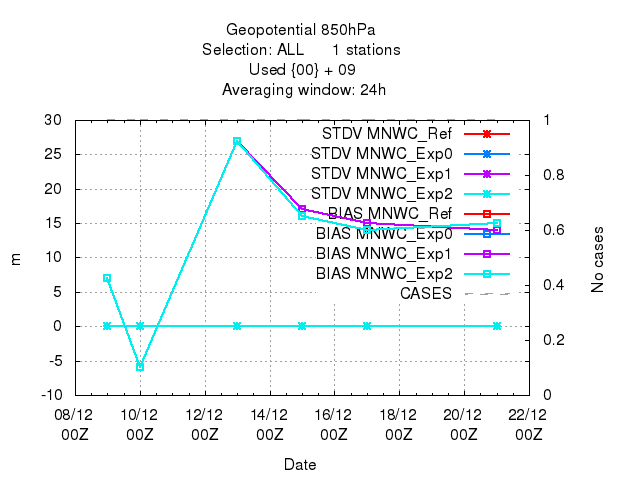 Geopotential 850hPa
Selection: ALL 1 stations
Used {00} + 09
Averaging window: 24h
30
25
20
15
10
5
0
-5
-10
m
1
0.8
0.6
0.4
0.2
0
No cases
STDV MNWC_Ref
STDV MNWC_Exp0
STDV MNWC_Exp1
STDV MNWC_Exp2
BIAS MNWC_Ref
BIAS MNWC_Exp0
BIAS MNWC_Exp1
BIAS MNWC_Exp2
CASES
08/12 10/12 12/12 14/12 16/12 18/12 20/12 22/12
00Z 00Z 00Z 00Z 00Z 00Z 00Z 00Z
Date